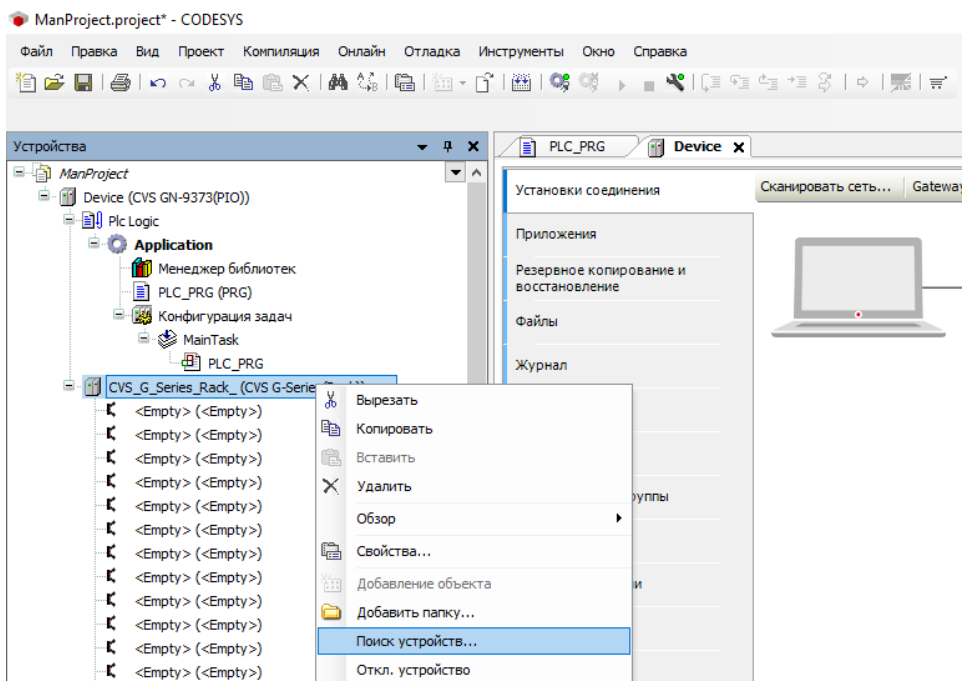 ManProject.project* - CODESYS
Файл Правка Вид Проект Компиляция Онлайн Отладка Инструменты Окно Справка
Устройства
ManProject
Device (CVS GN-9373(PIO))
Plc Logic
Application
Менеджер библиотек
PLC_PRG (PRG)
Конфигурация задач
MainTask
PLC_PRG
CVS_G_Series_Rack_ (CVS G-Serie
<Empty> (<Empty>)
<Empty> (<Empty>)
<Empty> (<Empty>)
<Empty> (<Empty>)
<Empty> (<Empty>)
<Empty> (<Empty>)
<Empty> (<Empty>)
<Empty> (<Empty>)
<Empty> (<Empty>)
<Empty> (<Empty>)
<Empty> (<Empty>)
<Empty> (<Empty>)
Вырезать
Копировать
Вставить
Удалить
Обзор
Свойства...
Добавление объекта
Добавить папку...
Поиск устройств...
Откл. устройство
PLC_PRG Device
Установки соединения
Приложения
Резервное копирование и
восстановление
Файлы
Журнал
руппы
и
Сканировать сеть... Gateway